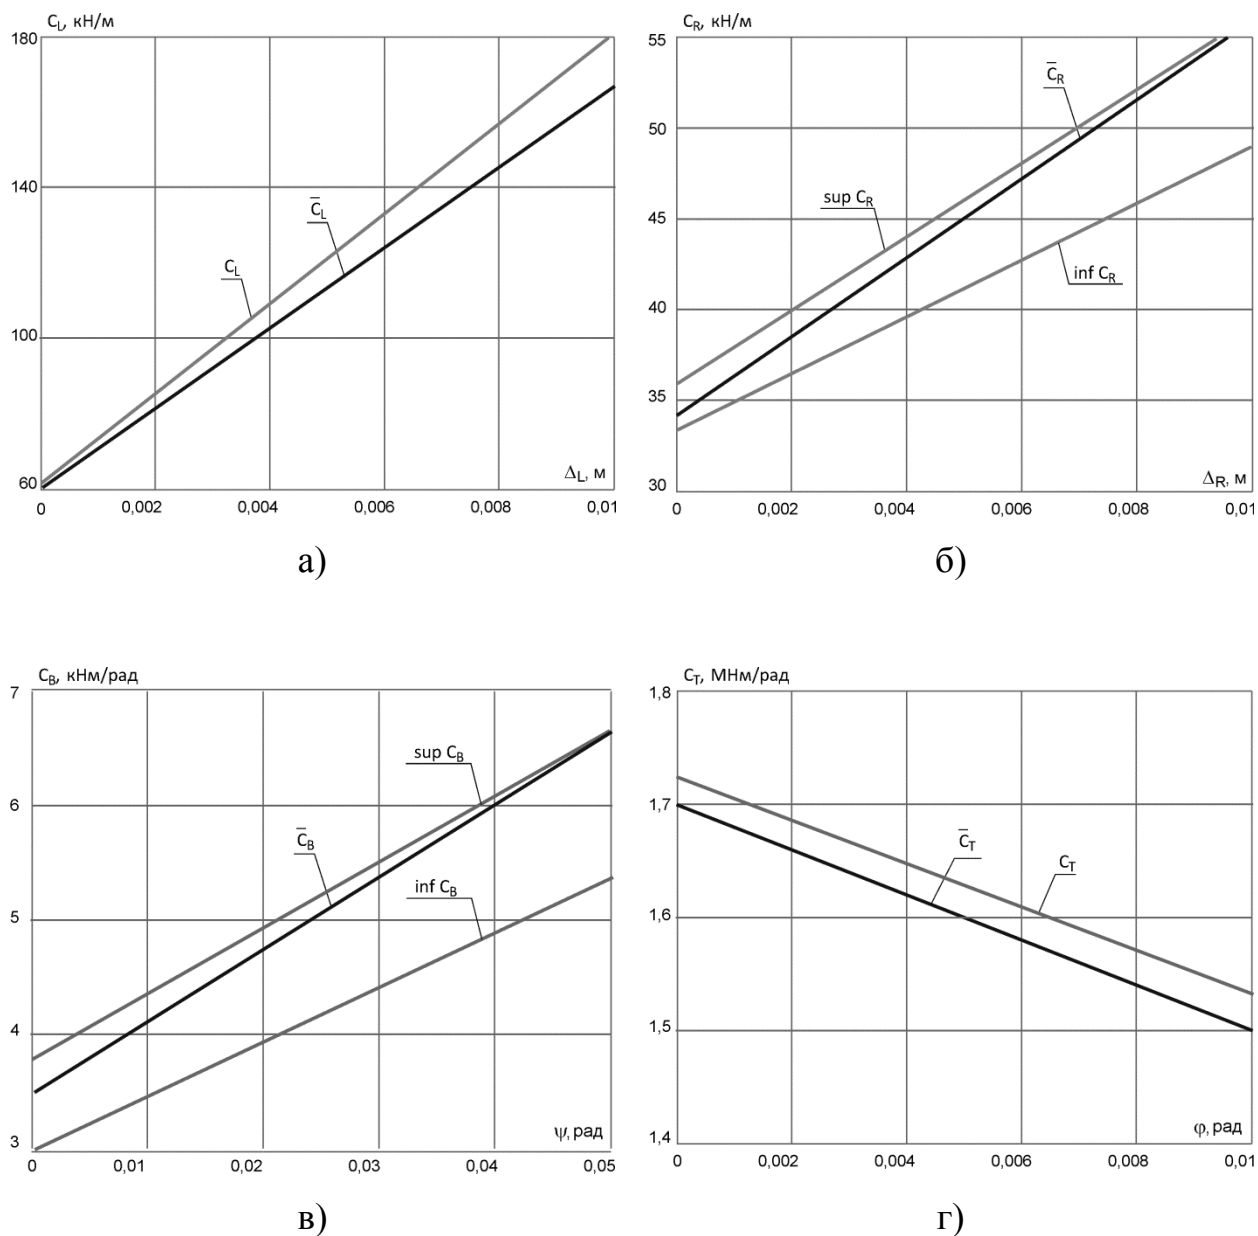 C_L, кН/м
180
140
100
60
C̄_L
C_L
Δ_L, м
0 0,002 0,004 0,006 0,008 0,01
а)
C_R, кН/м
55
50
45
40
35
30
C̄_R
sup C_R
inf C_R
Δ_R, м
0 0,002 0,004 0,006 0,008 0,01
б)
C_B, кНм/рад
7
6
5
4
3
sup C_B
C̄_B
inf C_B
ψ, рад
0 0,01 0,02 0,03 0,04 0,05
в)
C_T, МНм/рад
1,8
1,7
1,6
1,5
1,4
C̄_T
C_T
φ, рад
0 0,002 0,004 0,006 0,008 0,01
г)